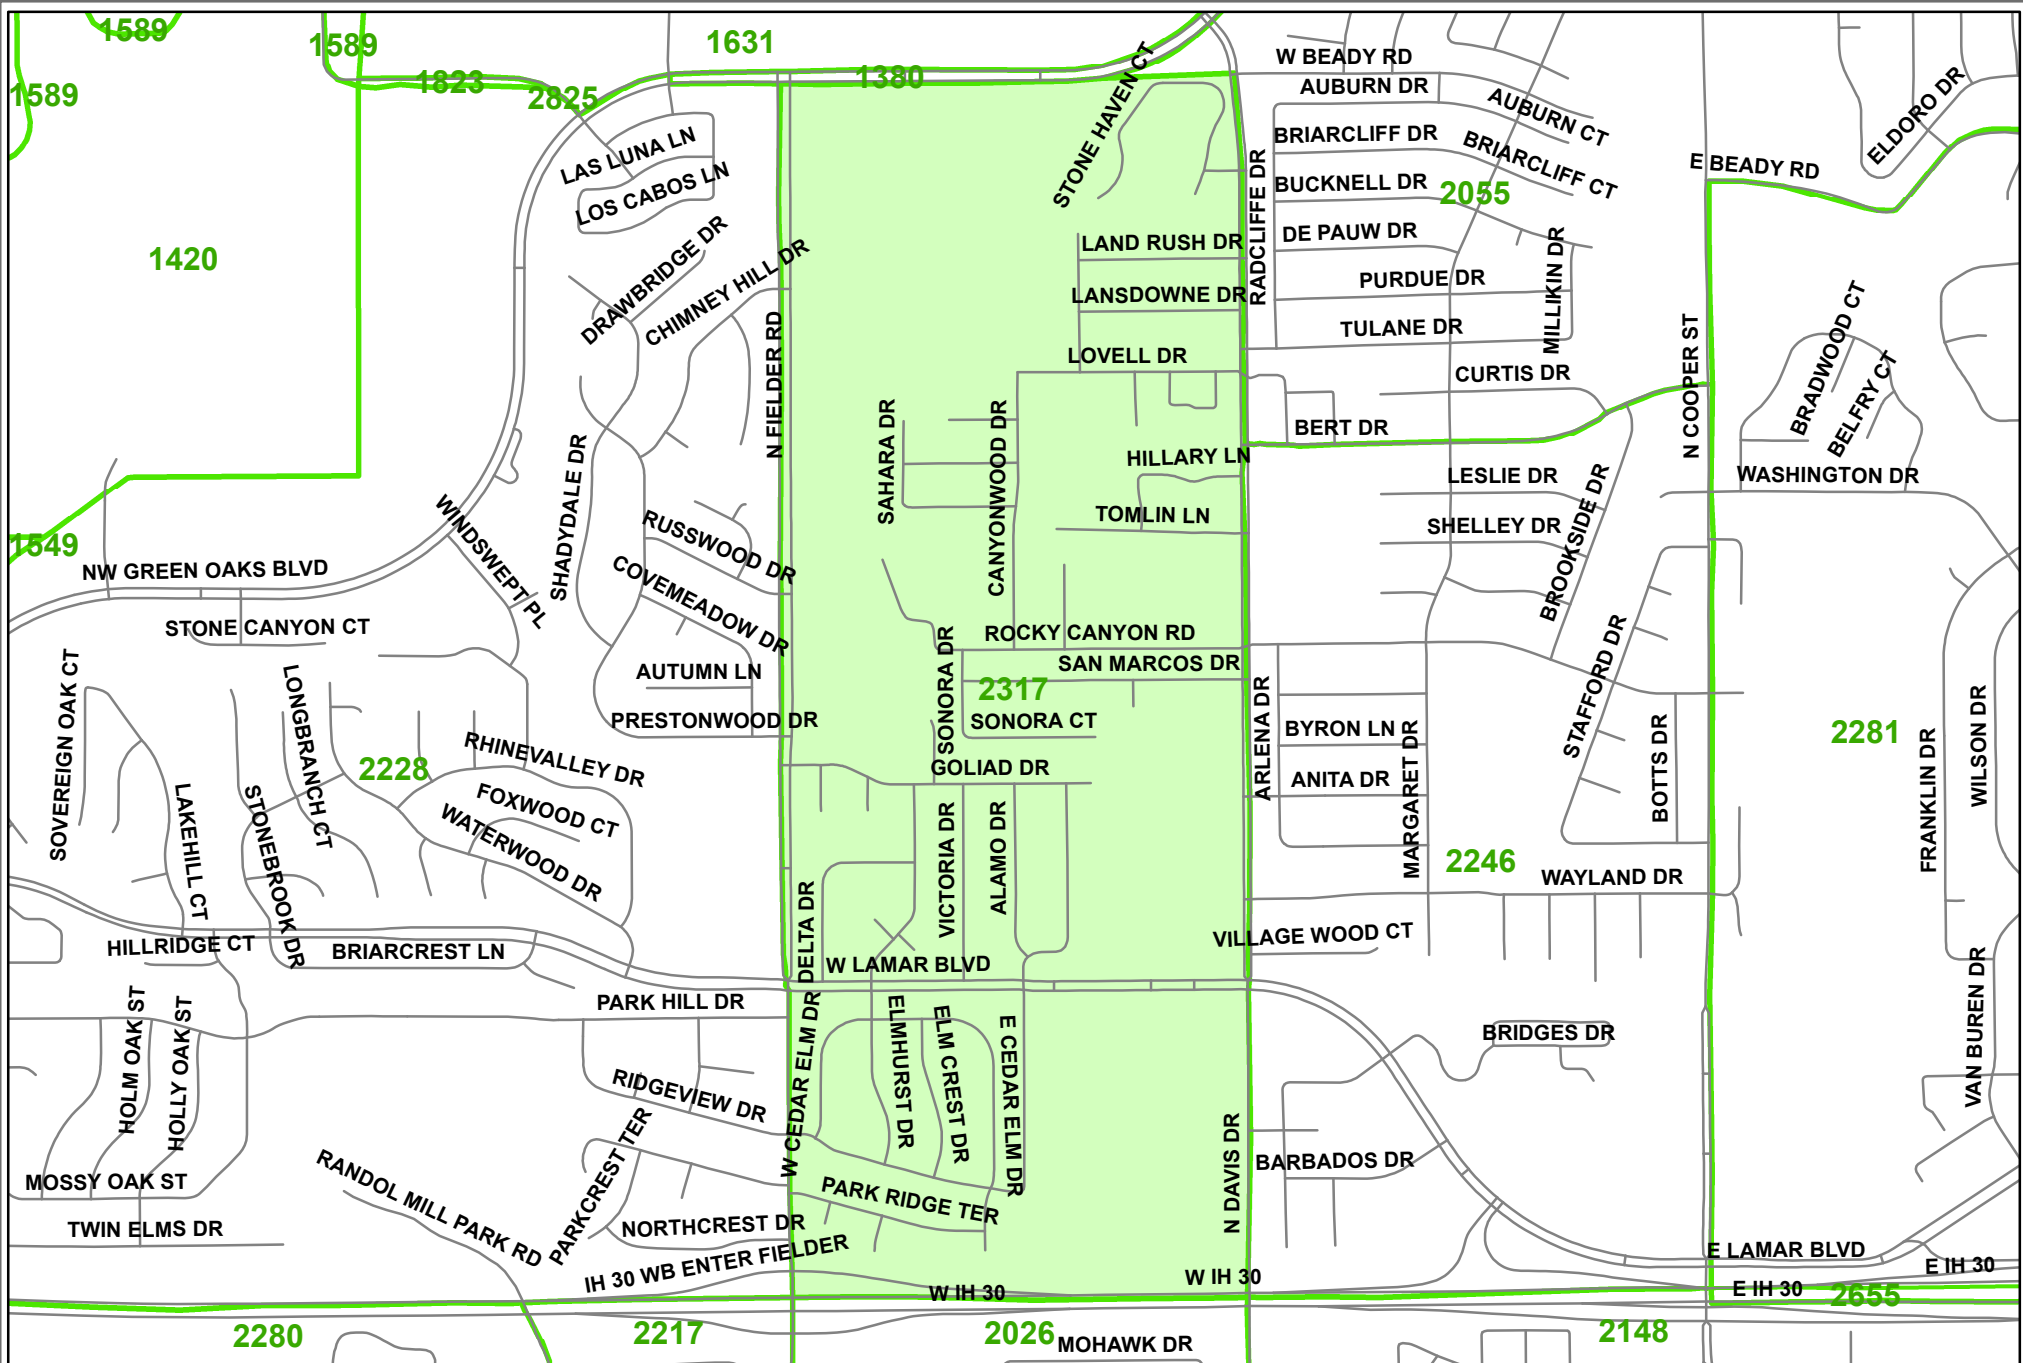 1589
1589
1631
1823
2825
1380
1589
W BEADY RD
AUBURN DR
AUBURN CT
STONE HAVEN CT
BRIARCLIFF DR
BRIARCLIFF CT
ELDORO DR
E BEADY RD
LAS LUNA LN
LOS CABOS LN
BUCKNELL DR
2055
RADCLIFFE DR
DE PAUW DR
LAND RUSH DR
1420
DRAWBRIDGE DR
CHIMNEY HILL DR
PURDUE DR
MILLIKIN DR
LANSDOWNE DR
TULANE DR
N FIELDER RD
LOVELL DR
CURTIS DR
N COOPER ST
BRADWOOD CT
BELFRY CT
SAHARA DR
CANYONWOOD DR
BERT DR
HILLARY LN
LESLIE DR
WASHINGTON DR
SHADYDALE DR
WINDSWEPT PL
RUSSWOOD DR
TOMLIN LN
SHELLEY DR
BROOKSIDE DR
1549
NW GREEN OAKS BLVD
COVEMEADOW DR
STONE CANYON CT
ROCKY CANYON RD
SAN MARCOS DR
STAFFORD DR
SOVEREIGN OAK CT
LONGBRANCH CT
AUTUMN LN
SONORA DR
2317
SONORA CT
PRESTONWOOD DR
ARLENA DR
BYRON LN
MARGARET DR
BOTTS DR
2281
WILSON DR
FRANKLIN DR
2228
RHINEVALLEY DR
GOLIAD DR
ANITA DR
LAKEHILL CT
STONEBROOK DR
FOXWOOD CT
WATERWOOD DR
VICTORIA DR
ALAMO DR
2246
WAYLAND DR
HILLRIDGE CT
BRIARCREST LN
DELTA DR
W LAMAR BLVD
VILLAGE WOOD CT
VAN BUREN DR
HOLM OAK ST
HOLLY OAK ST
PARK HILL DR
W CEDAR ELM DR
ELMHURST DR
ELM CREST DR
E CEDAR ELM DR
BRIDGES DR
RIDGEVIEW DR
N DAVIS DR
BARBADOS DR
MOSSY OAK ST
RANDOL MILL PARK RD
PARKCREST TER
PARK RIDGE TER
TWIN ELMS DR
NORTHCREST DR
IH 30 WB ENTER FIELDER
E LAMAR BLVD
E IH 30
W IH 30
W IH 30
E IH 30
2655
2280
2217
2026
MOHAWK DR
2148